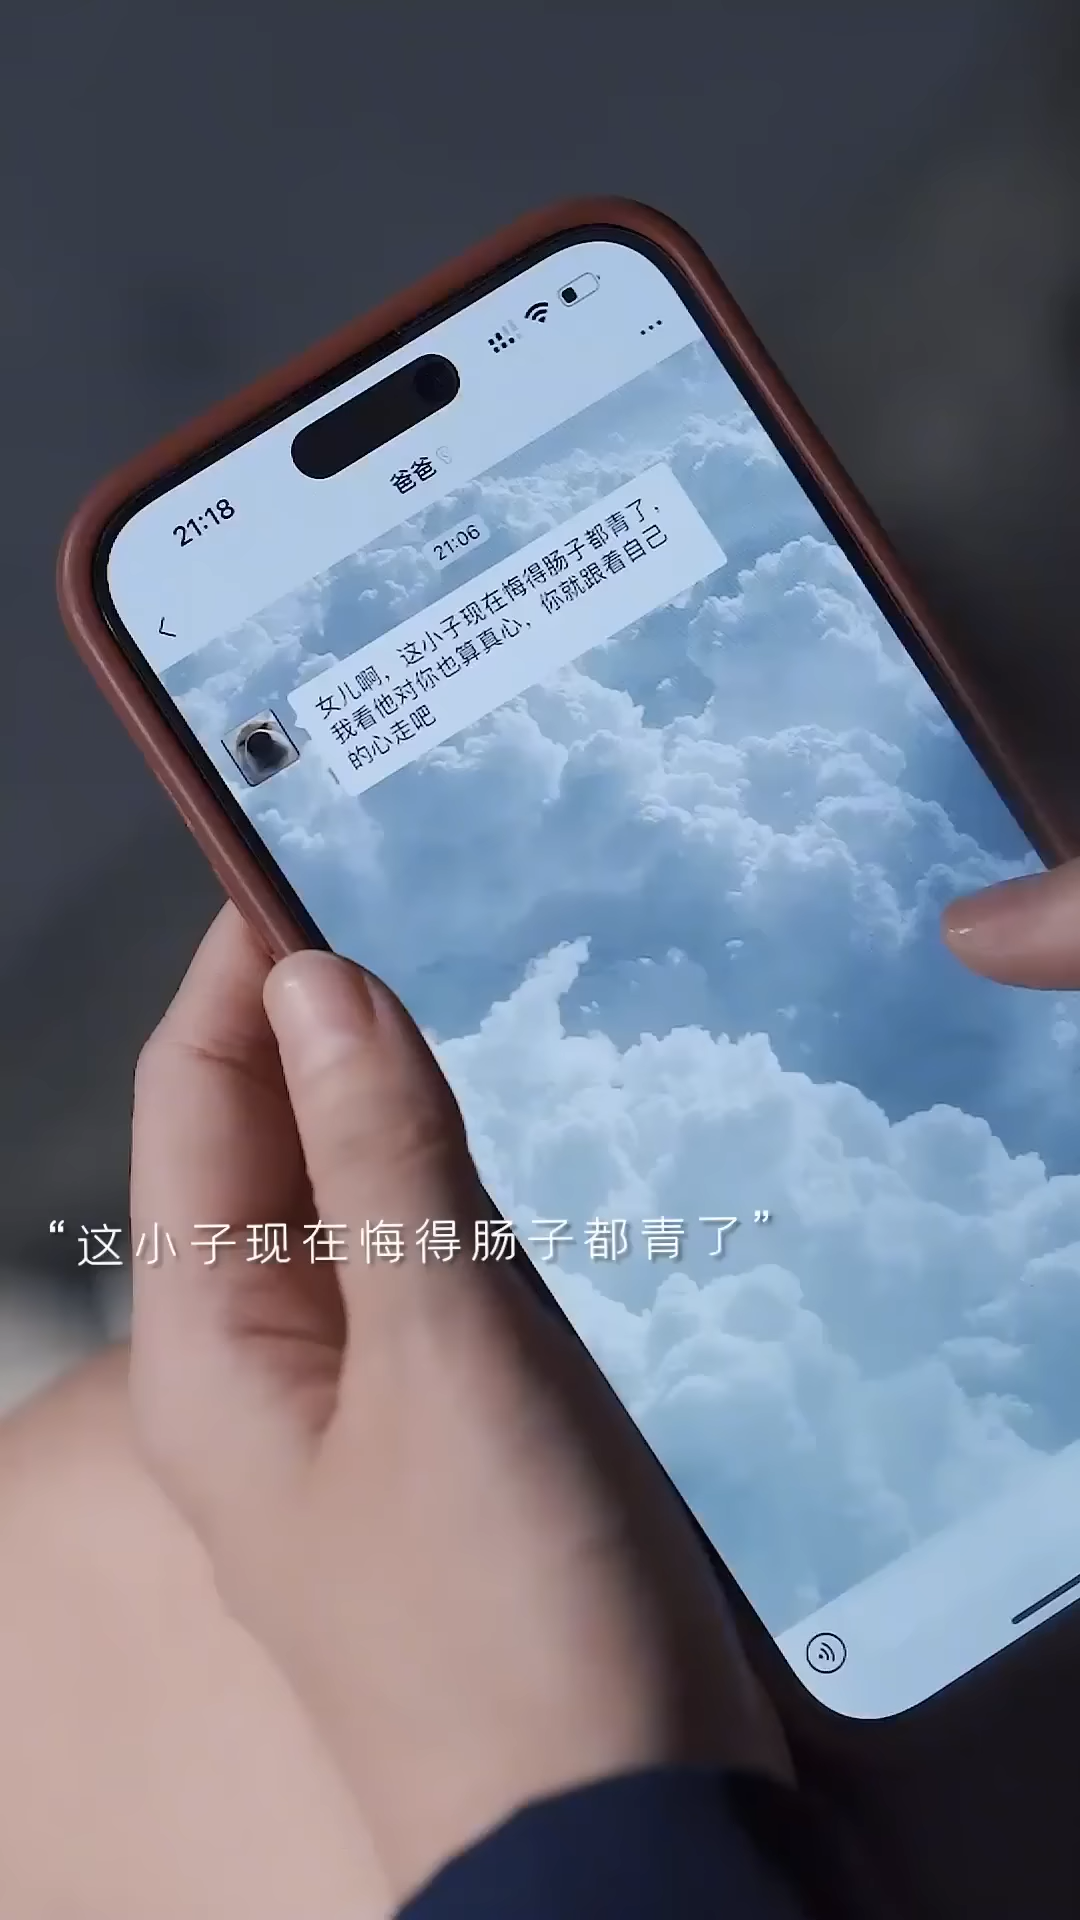 21:18
爸爸
21:06
女儿啊，这小子现在悔得肠子都青了，
我看他对你也算真心，你就跟着自己
的心走吧
“这小子现在悔得肠子都青了”